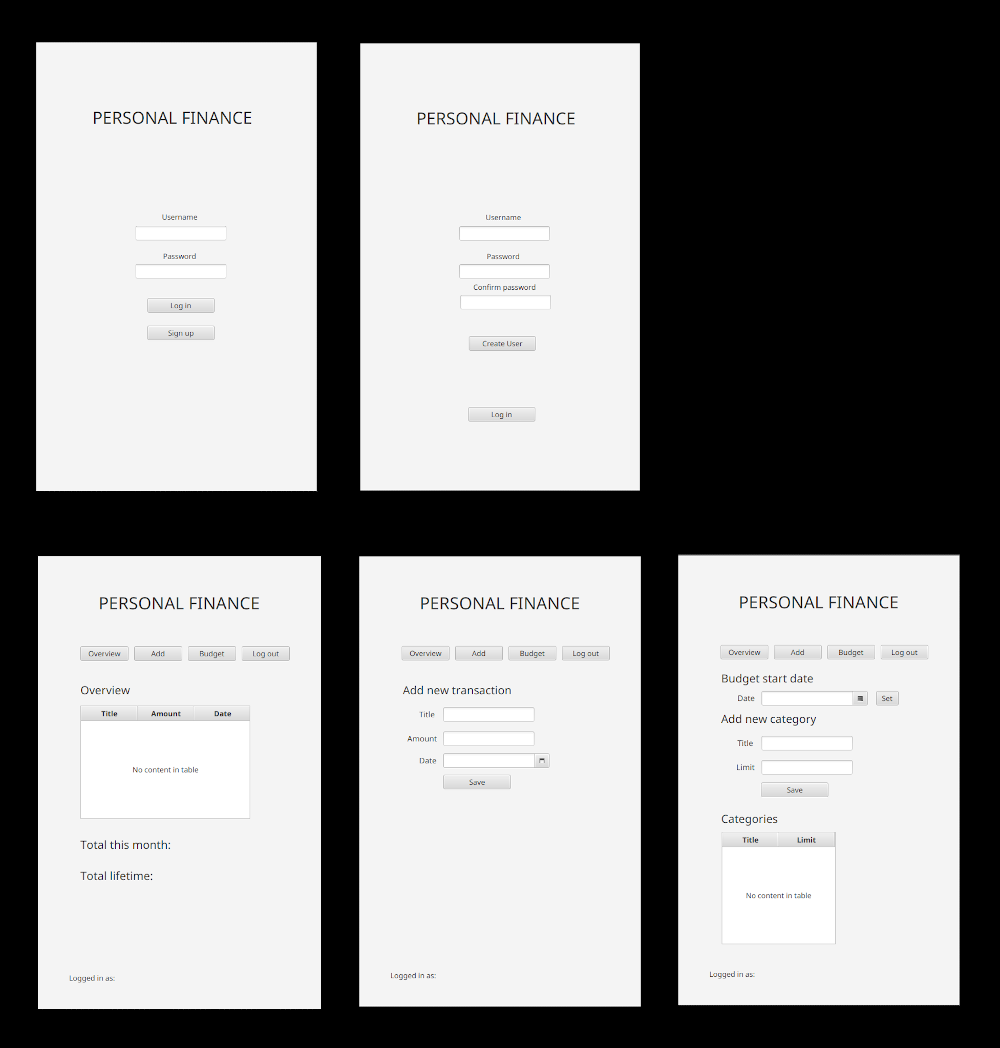 PERSONAL FINANCE
Username
Password
Log in
Sign up
PERSONAL FINANCE
Username
Password
Confirm password
Create User
Log in
PERSONAL FINANCE
Overview Add Budget Log out
Overview
Title Amount Date
No content in table
Total this month:
Total lifetime:
Logged in as:
PERSONAL FINANCE
Overview Add Budget Log out
Add new transaction
Title
Amount
Date
Save
Logged in as:
PERSONAL FINANCE
Overview Add Budget Log out
Budget start date
Date Set
Add new category
Title
Limit
Save
Categories
Title Limit
No content in table
Logged in as: